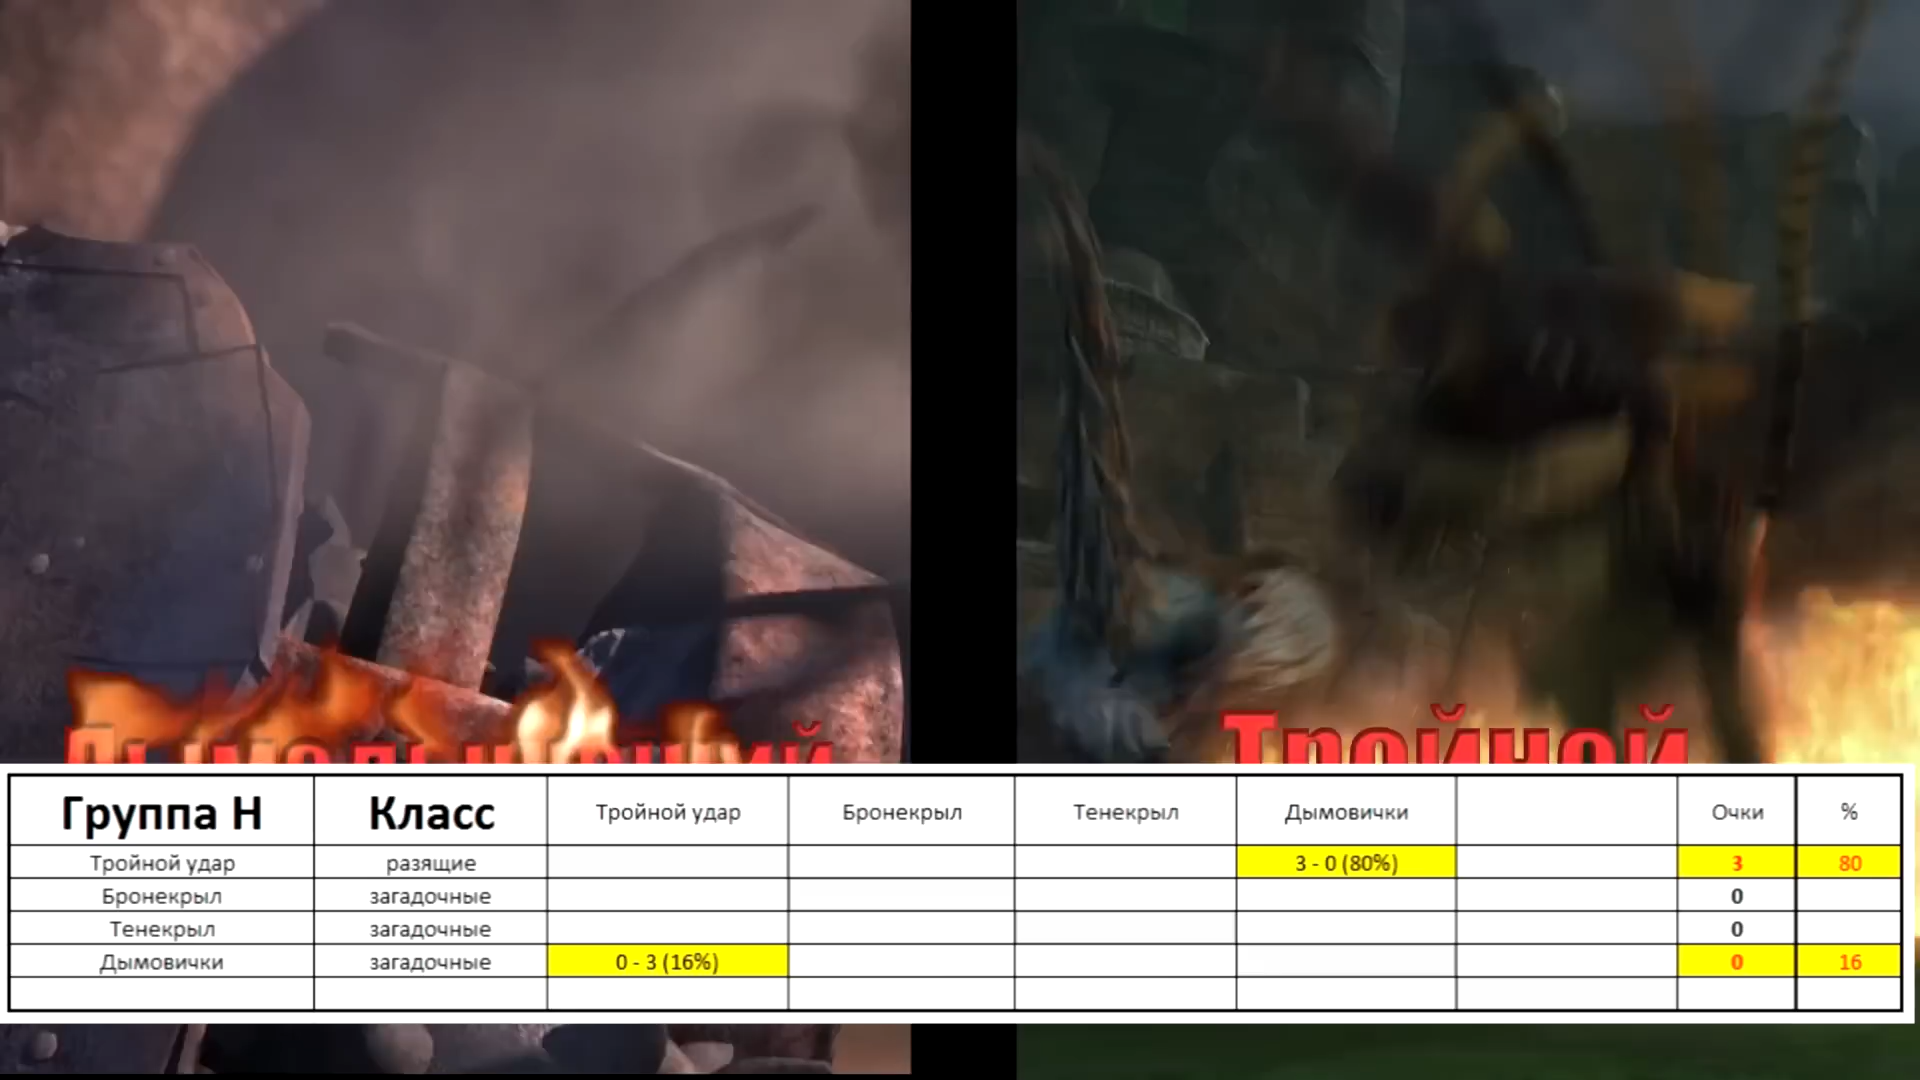 Тройной
Группа Н Класс Тройной удар Бронекрыл Тенекрыл Дымовички Очки %
Тройной удар разящие 3 - 0 (80%) 3 80
Бронекрыл загадочные 0
Тенекрыл загадочные 0
Дымовички загадочные 0 - 3 (16%) 0 16